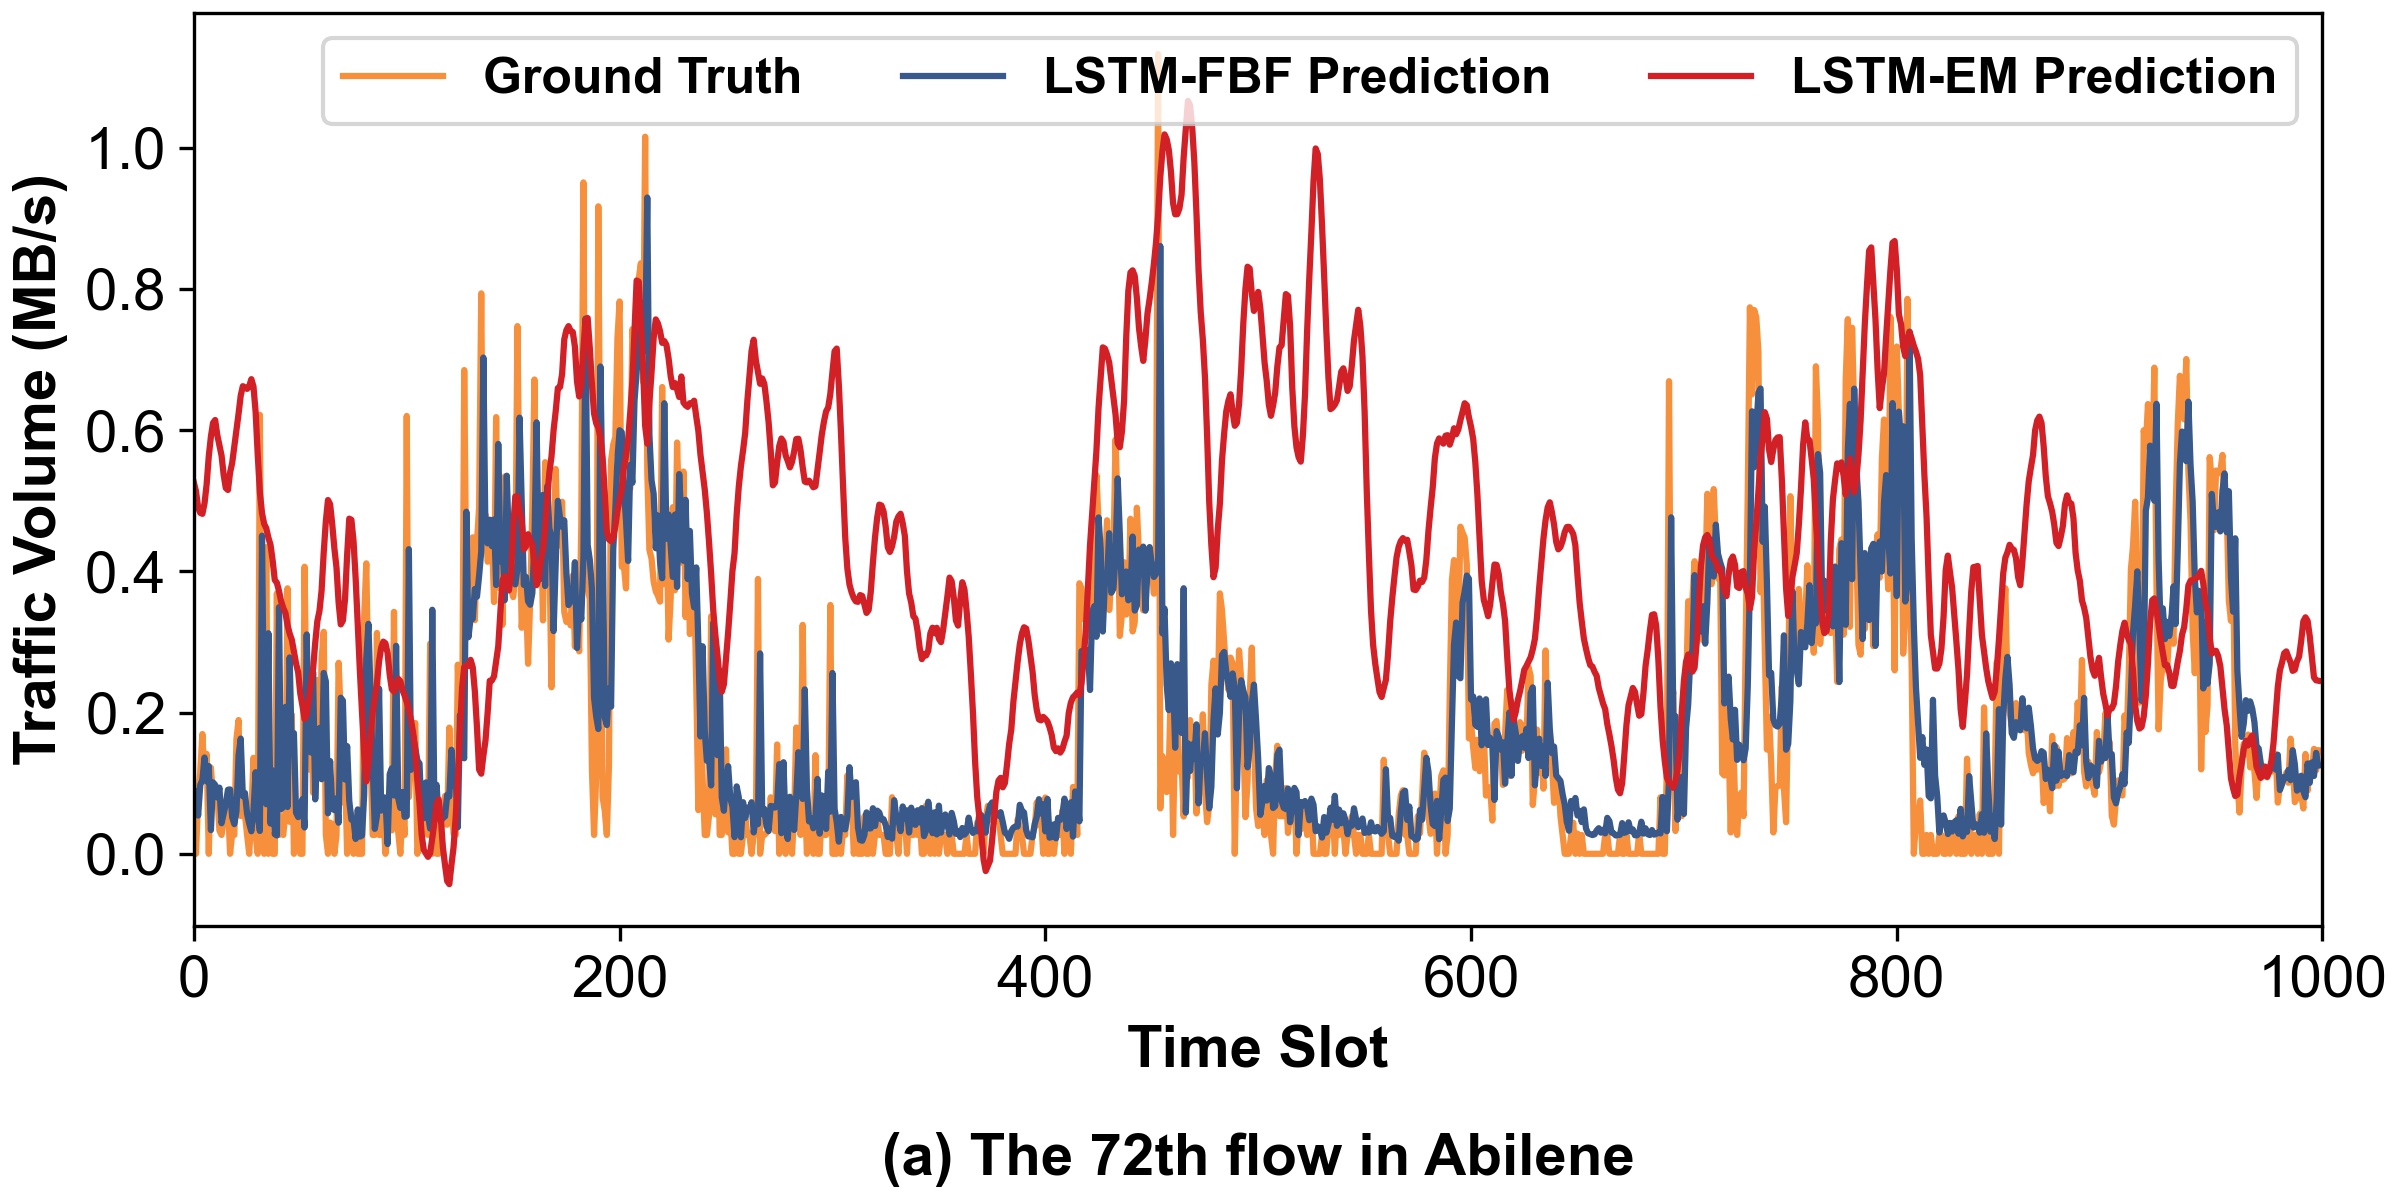 Ground Truth LSTM-FBF Prediction LSTM-EM Prediction
Traffic Volume (MB/s)
1.0
0.8
0.6
0.4
0.2
0.0
0 200 400 600 800 1000
Time Slot
(a) The 72th flow in Abilene